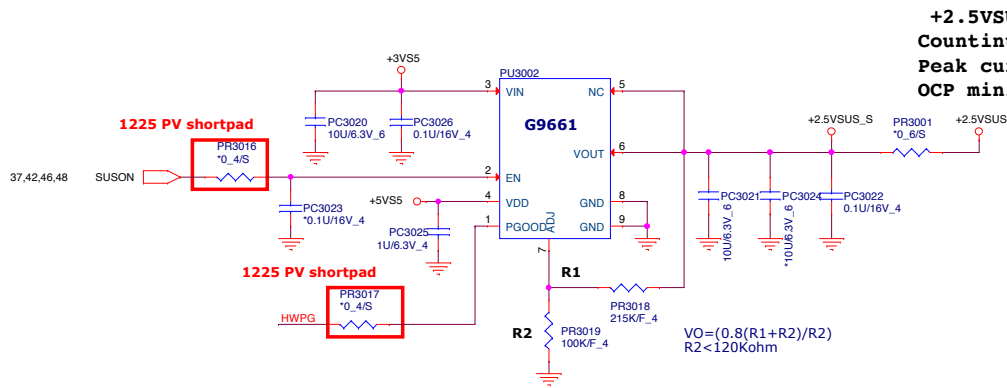 +2.5VSU
Countinu
Peak cu
OCP min
+3VS5
PU3002
3
VIN
NC
5
PC3020
10U/6.3V_6
PC3026
0.1U/16V_4
G9661
1225 PV shortpad
+2.5VSUS_S
PR3001
*0_6/S
+2.5VSUS
PR3016
*0_4/S
VOUT
6
37,42,46,48
SUSON
2
EN
PC3023
*0.1U/16V_4
+5VS5
4
VDD
GND
8
PC3021
10U/6.3V_6
PC3024
*10U/6.3V_6
PC3022
0.1U/16V_4
1
PGOOD
ADJ
GND
9
PC3025
1U/6.3V_4
7
1225 PV shortpad
R1
PR3017
*0_4/S
PR3018
215K/F_4
HWPG
R2
PR3019
100K/F_4
VO=(0.8(R1+R2)/R2)
R2<120Kohm